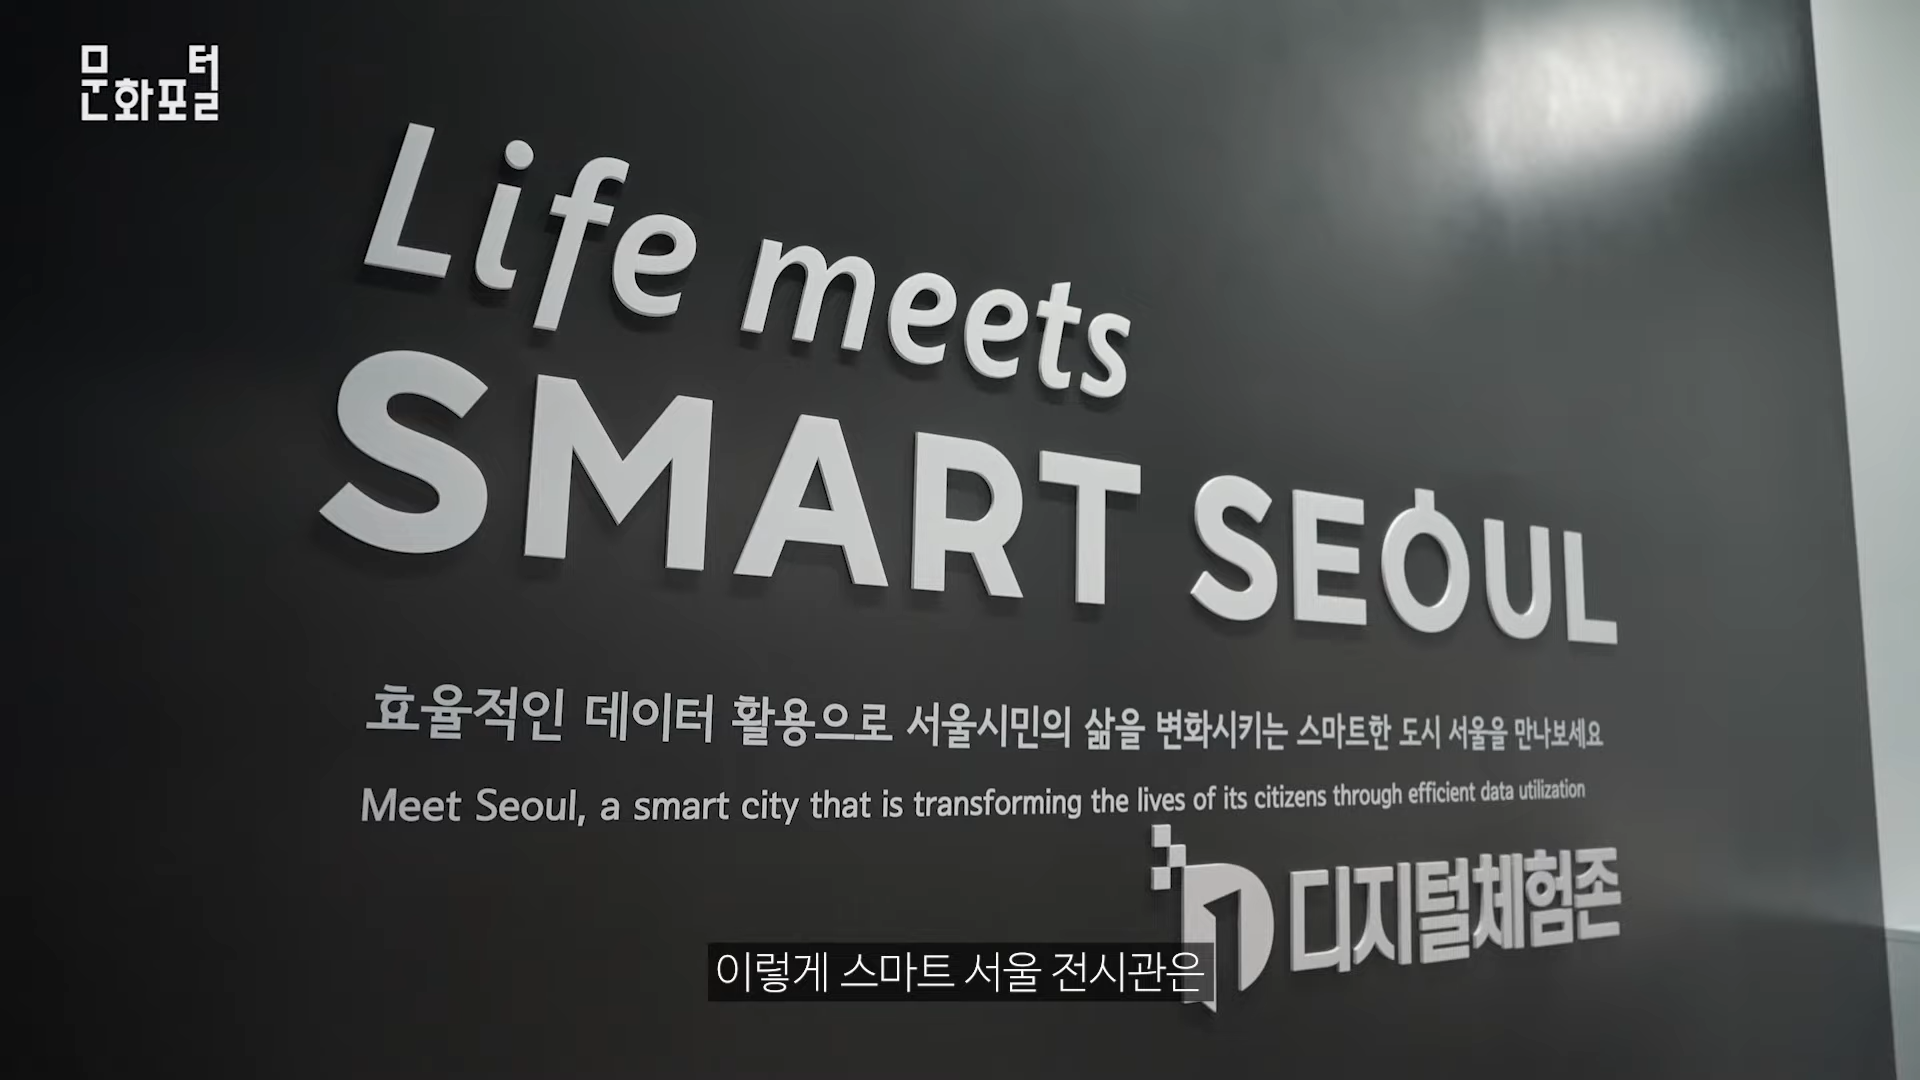 문화포털
Life meets
SMART SEOUL
효율적인 데이터 활용으로 서울시민의 삶을 변화시키는 스마트한 도시 서울을 만나보세요
Meet Seoul, a smart city that is transforming the lives of its citizens through efficient data utilization
디지털체험존
이렇게 스마트 서울 전시관은